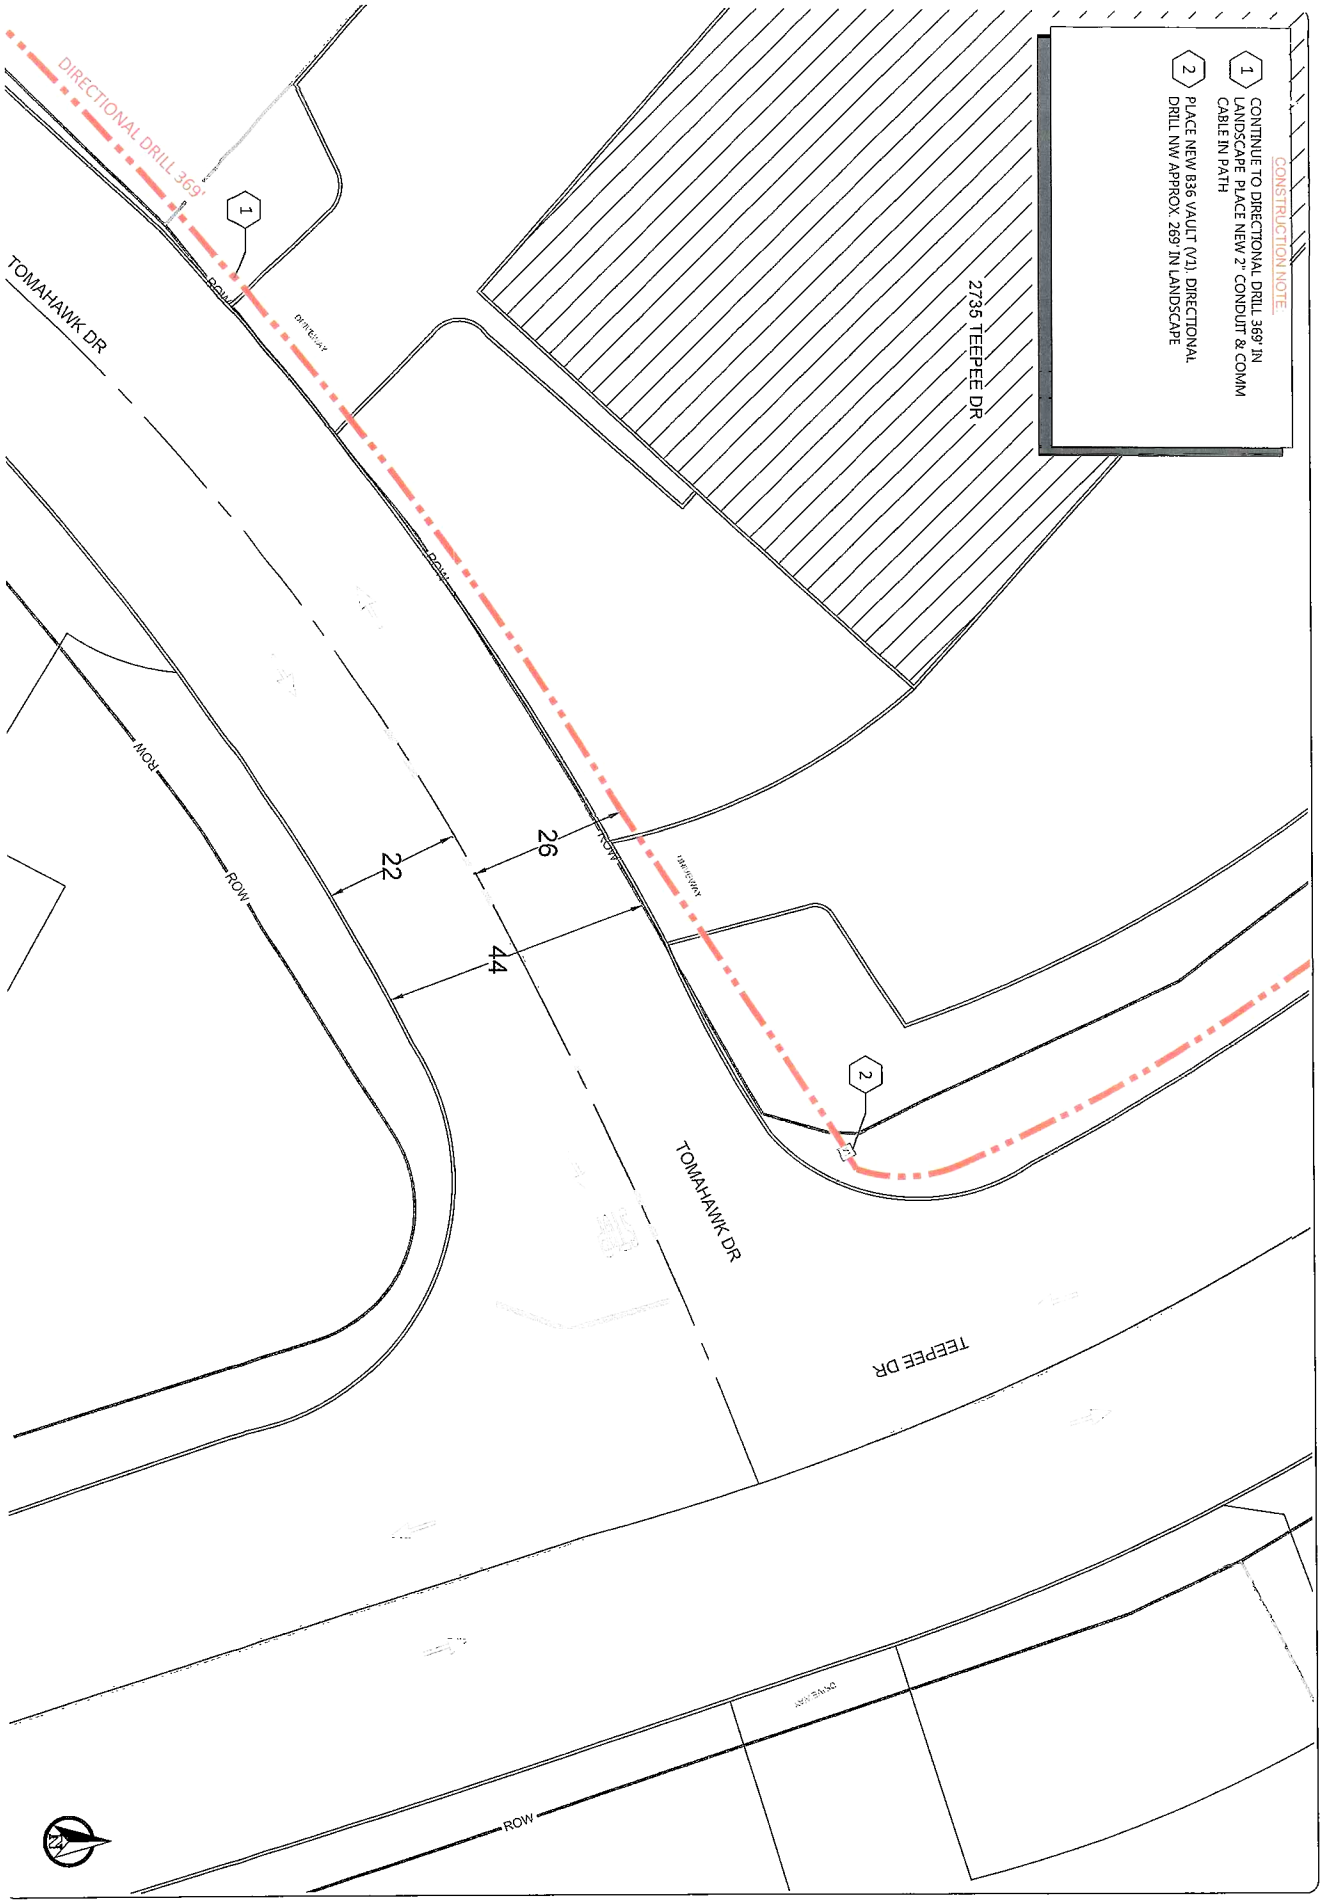 CONSTRUCTION NOTE:
1
CONTINUE TO DIRECTIONAL DRILL 369' IN
LANDSCAPE PLACE NEW 2" CONDUIT & COMM
CABLE IN PATH
2
PLACE NEW B36 VAULT (V1). DIRECTIONAL
DRILL NW APPROX. 269' IN LANDSCAPE
2735 TEEPEE DR
DIRECTIONAL DRILL 369'
1
ROW
DRIVEWAY
TOMAHAWK DR
ROW
ROW
26
22
44
DRIVEWAY
ROW
ROW
2
TOMAHAWK DR
TEEPEE DR
DRIVEWAY
ROW
N